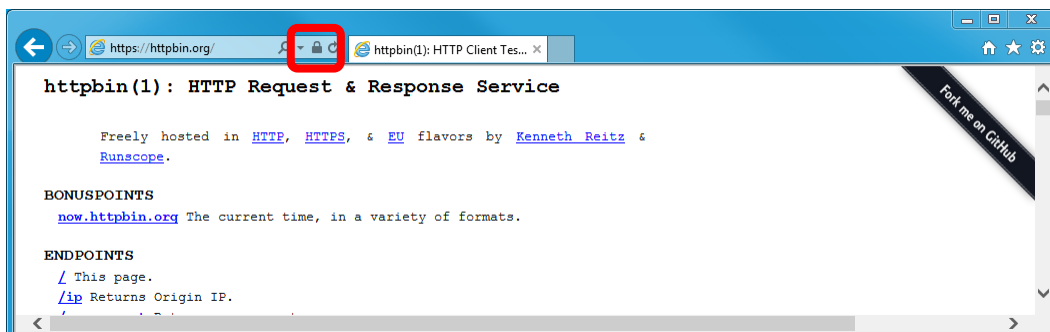 https://httpbin.org/
httpbin(1): HTTP Client Tes...
httpbin(1): HTTP Request & Response Service
Fork me on GitHub
Freely hosted in HTTP, HTTPS, & EU flavors by Kenneth Reitz &
Runscope.
BONUSPOINTS
now.httpbin.org The current time, in a variety of formats.
ENDPOINTS
/ This page.
/ip Returns Origin IP.